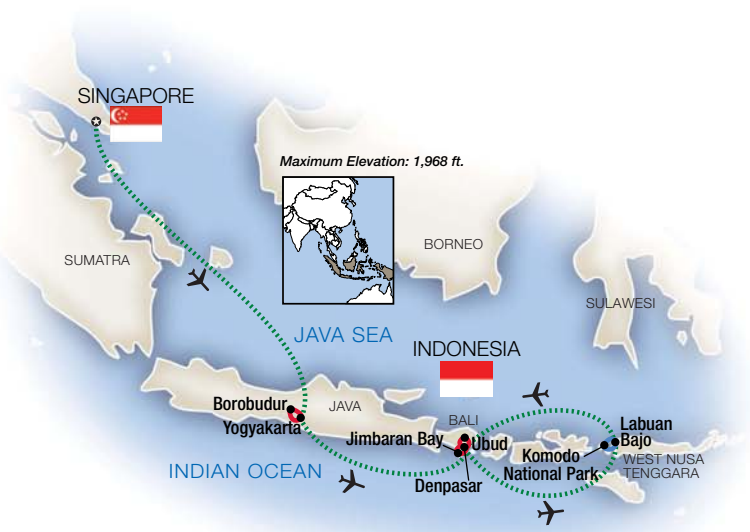 SINGAPORE
Maximum Elevation: 1,968 ft.
BORNEO
SUMATRA
SULAWESI
JAVA SEA
INDONESIA
Borobudur
JAVA
Yogyakarta
BALI
Labuan
Bajo
Jimbaran Bay
Ubud
Komodo
National Park
WEST NUSA
TENGGARA
INDIAN OCEAN
Denpasar